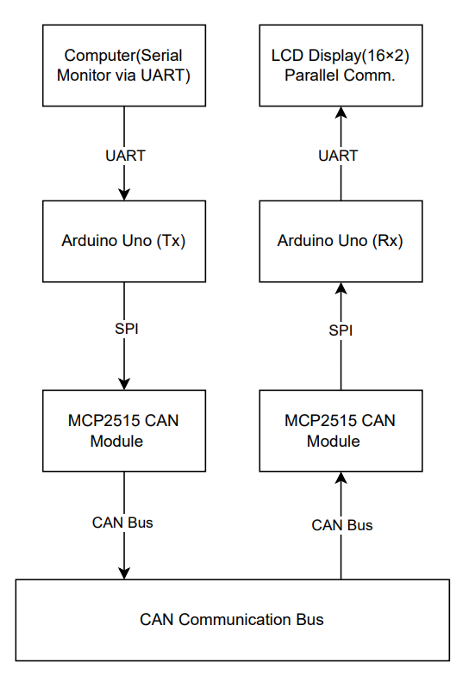 Computer(Serial
Monitor via UART)
UART
Arduino Uno (Tx)
SPI
MCP2515 CAN
Module
CAN Bus
LCD Display(16×2)
Parallel Comm.
UART
Arduino Uno (Rx)
SPI
MCP2515 CAN
Module
CAN Bus
CAN Communication Bus